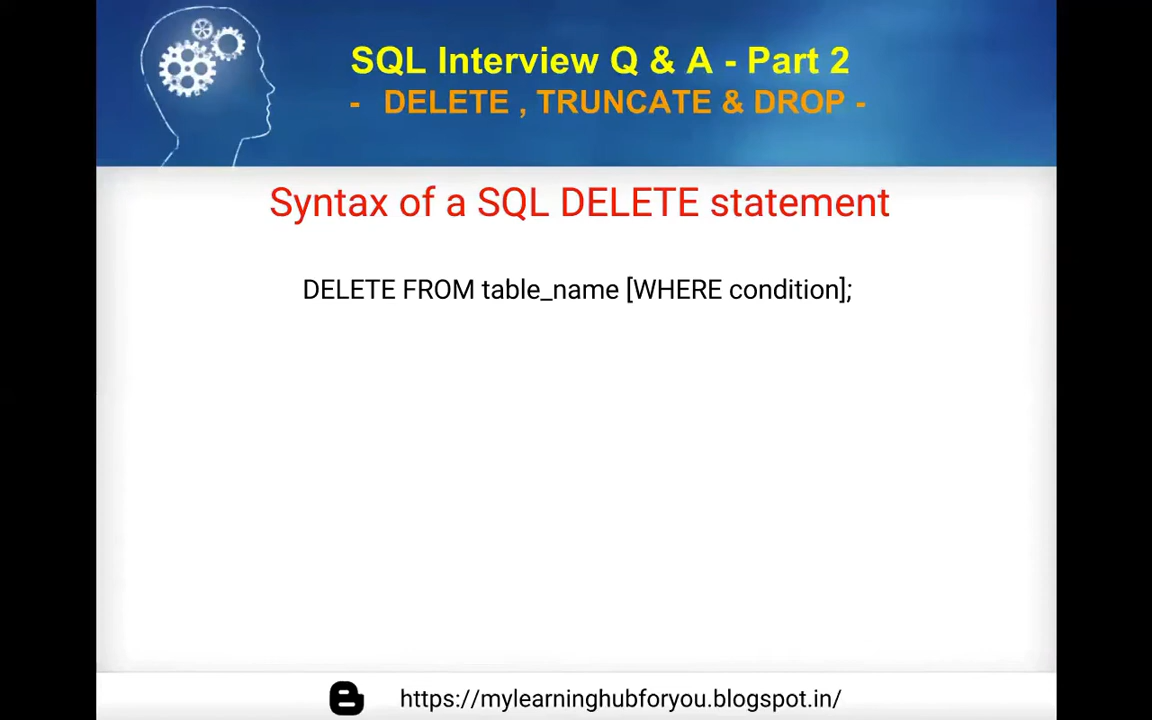 SQL Interview Q & A - Part 2
- DELETE , TRUNCATE & DROP -
Syntax of a SQL DELETE statement
DELETE FROM table_name [WHERE condition];
https://mylearninghubforyou.blogspot.in/